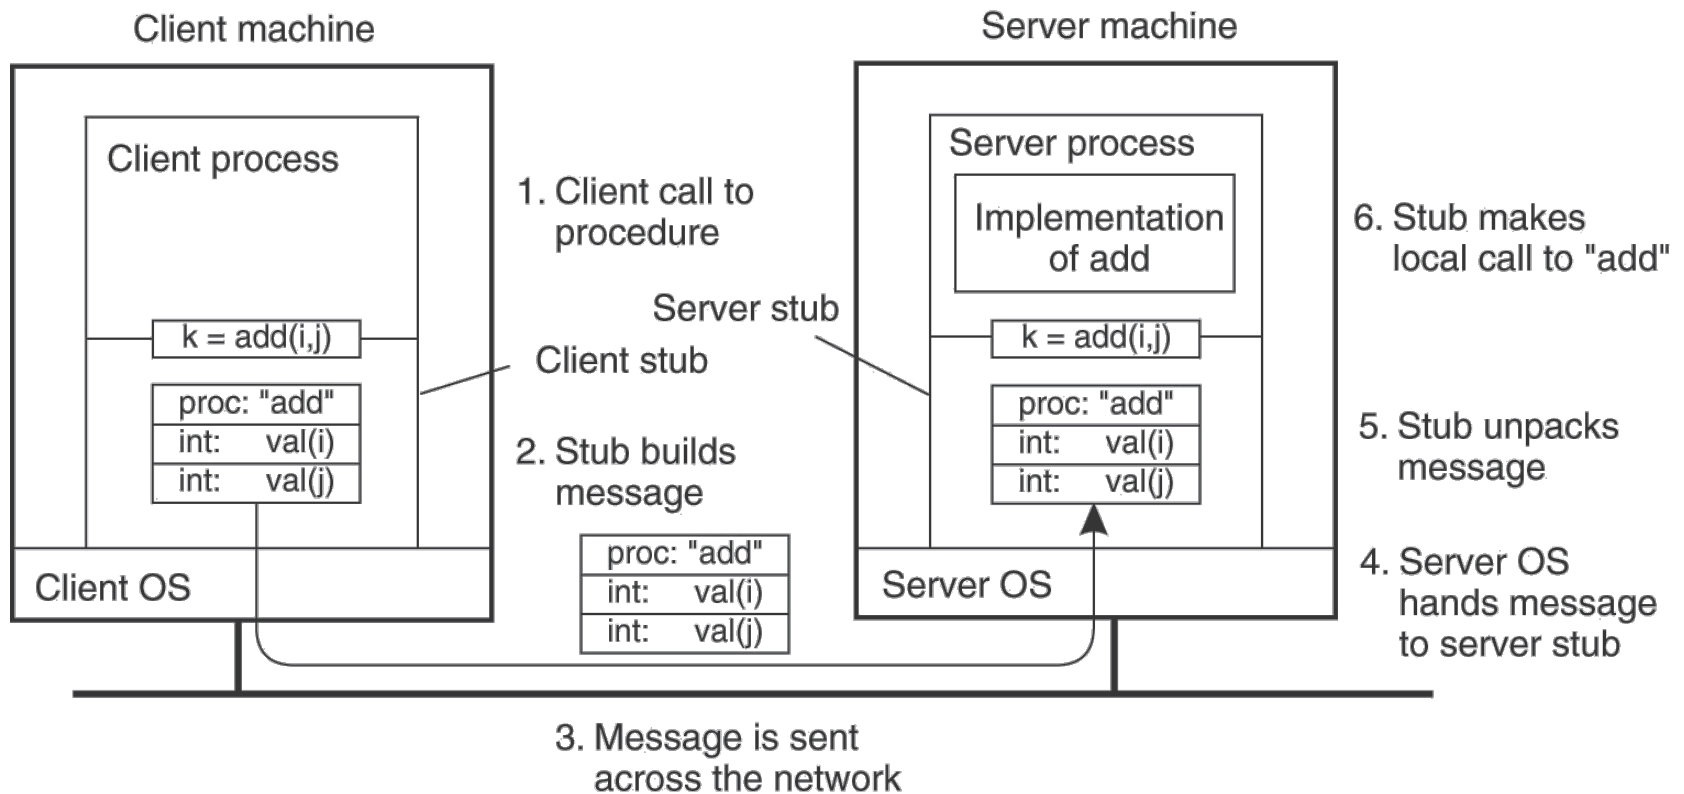 Client machine
Server machine
Client process
1. Client call to
procedure
k = add(i,j)
Client stub
proc: "add"
int: val(i)
int: val(j)
2. Stub builds
message
proc: "add"
int: val(i)
int: val(j)
Client OS
3. Message is sent
across the network
Server process
Implementation
of add
6. Stub makes
local call to "add"
Server stub
k = add(i,j)
proc: "add"
int: val(i)
int: val(j)
5. Stub unpacks
message
Server OS
4. Server OS
hands message
to server stub